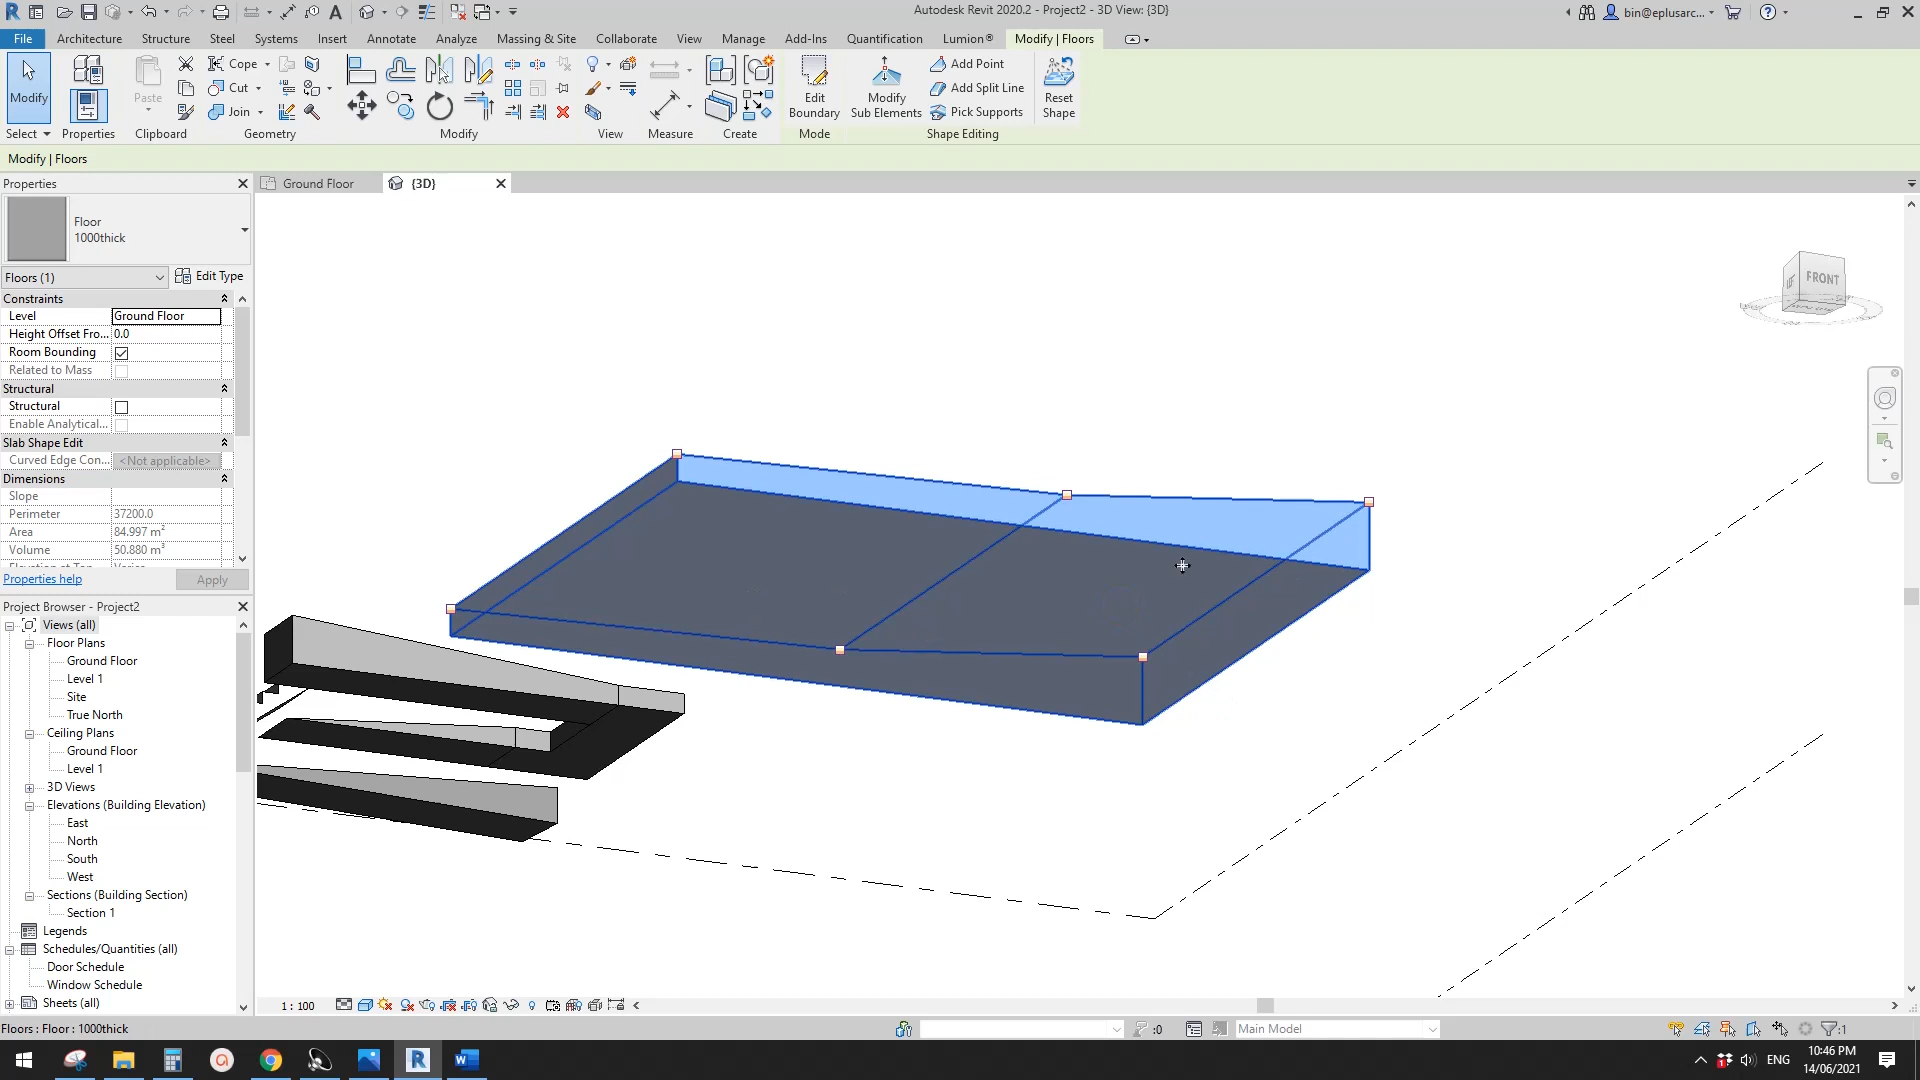 Autodesk Revit 2020.2 - Project2 - 3D View: {3D}
bin@eplusarc...
File Architecture Structure Steel Systems Insert Annotate Analyze Massing & Site Collaborate View Manage Add-Ins Quantification Lumion® Modify | Floors
Modify
Select
Properties
Paste
Clipboard
Cope
Cut
Join
Geometry
Modify
View
Measure
Create
Edit
Boundary
Mode
Modify
Sub Elements
Add Point
Add Split Line
Pick Supports
Shape Editing
Reset
Shape
Modify | Floors
Properties
Ground Floor
{3D}
Floor
1000thick
Floors (1)
Edit Type
Constraints
Level Ground Floor
Height Offset Fro... 0.0
Room Bounding
Related to Mass
Structural
Structural
Enable Analytical...
Slab Shape Edit
Curved Edge Con... <Not applicable>
Dimensions
Slope
Perimeter 37200.0
Area 84.997 m²
Volume 50.880 m³
Properties help Apply
Project Browser - Project2
Views (all)
Floor Plans
Ground Floor
Level 1
Site
True North
Ceiling Plans
Ground Floor
Level 1
3D Views
Elevations (Building Elevation)
East
North
South
West
Sections (Building Section)
Section 1
Legends
Schedules/Quantities (all)
Door Schedule
Window Schedule
Sheets (all)
FRONT
1 : 100
Floors : Floor : 1000thick
:0
Main Model
:1
ENG
10:46 PM
14/06/2021